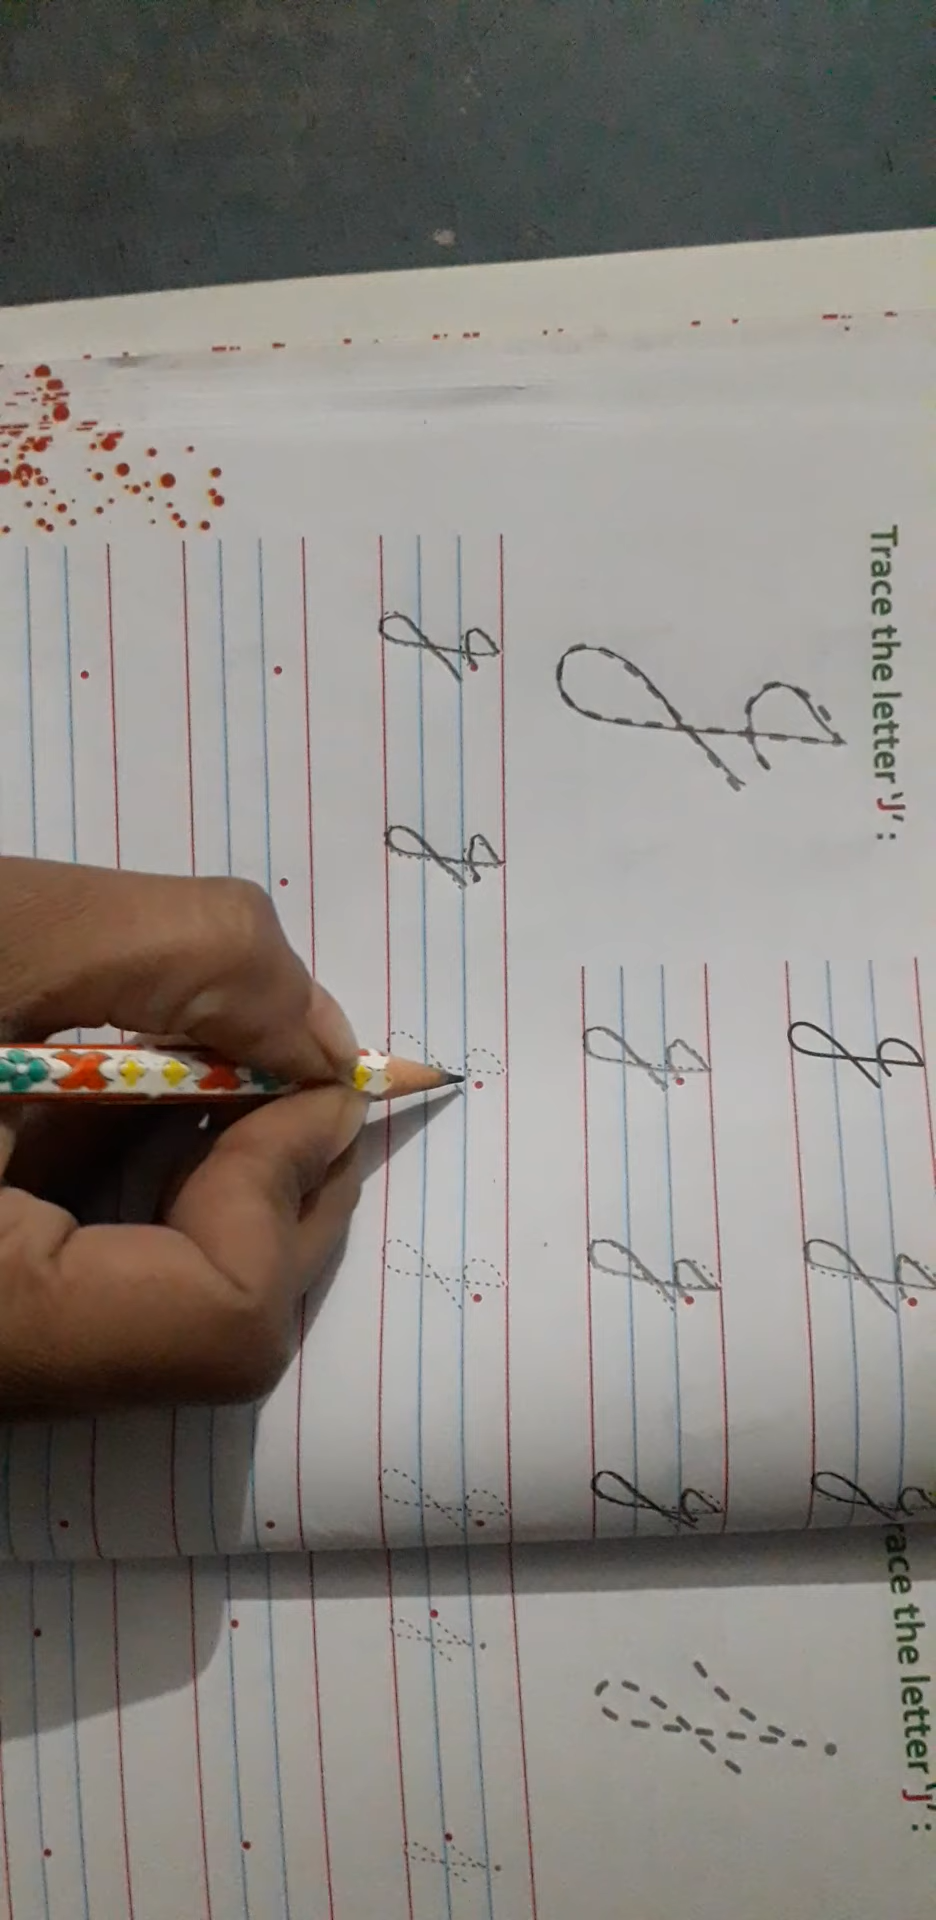 Trace the letter 'J' :
J J J J
J J J
J J J J J
race the letter 'j' :
j
j j